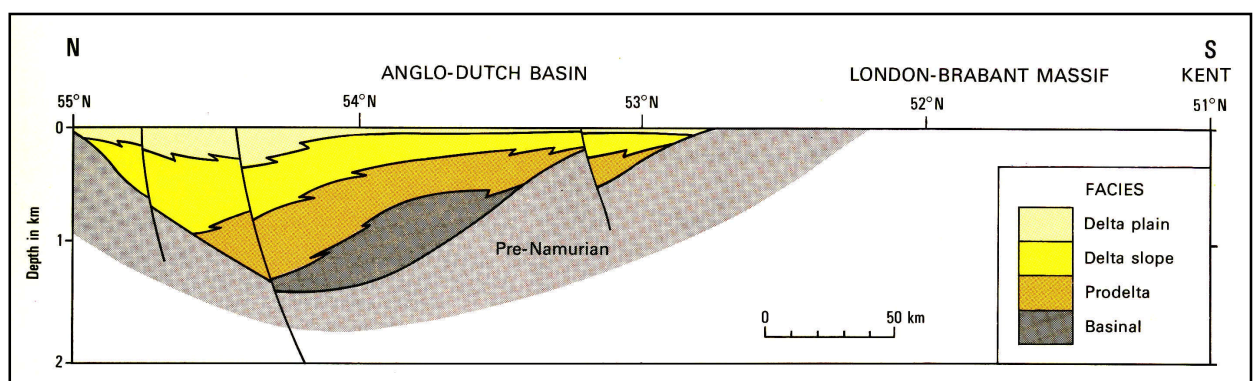 N
S
ANGLO-DUTCH BASIN
LONDON-BRABANT MASSIF
KENT
55°N
54°N
53°N
52°N
51°N
0
1
2
Depth in km
Pre-Namurian
0 50 km
FACIES
Delta plain
Delta slope
Prodelta
Basinal